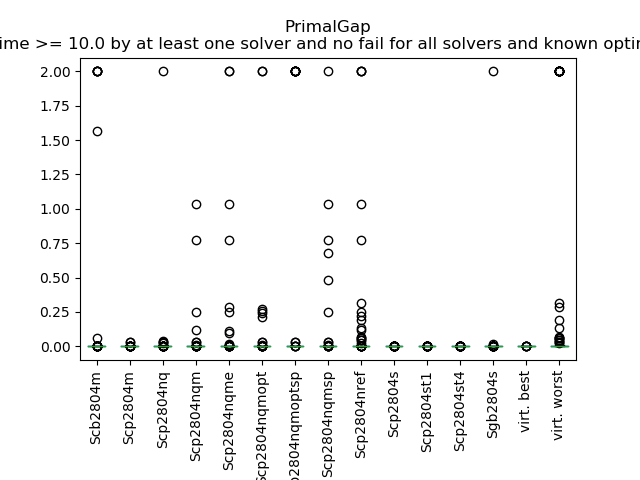 PrimalGap
ime >= 10.0 by at least one solver and no fail for all solvers and known optim
2.00
1.75
1.50
1.25
1.00
0.75
0.50
0.25
0.00
Scb2804m
Scp2804m
Scp2804nq
Scp2804nqm
Scp2804nqme
Scp2804nqmopt
p2804nqmoptsp
Scp2804nqmsp
Scp2804nref
Scp2804s
Scp2804st1
Scp2804st4
Sgb2804s
virt. best
virt. worst